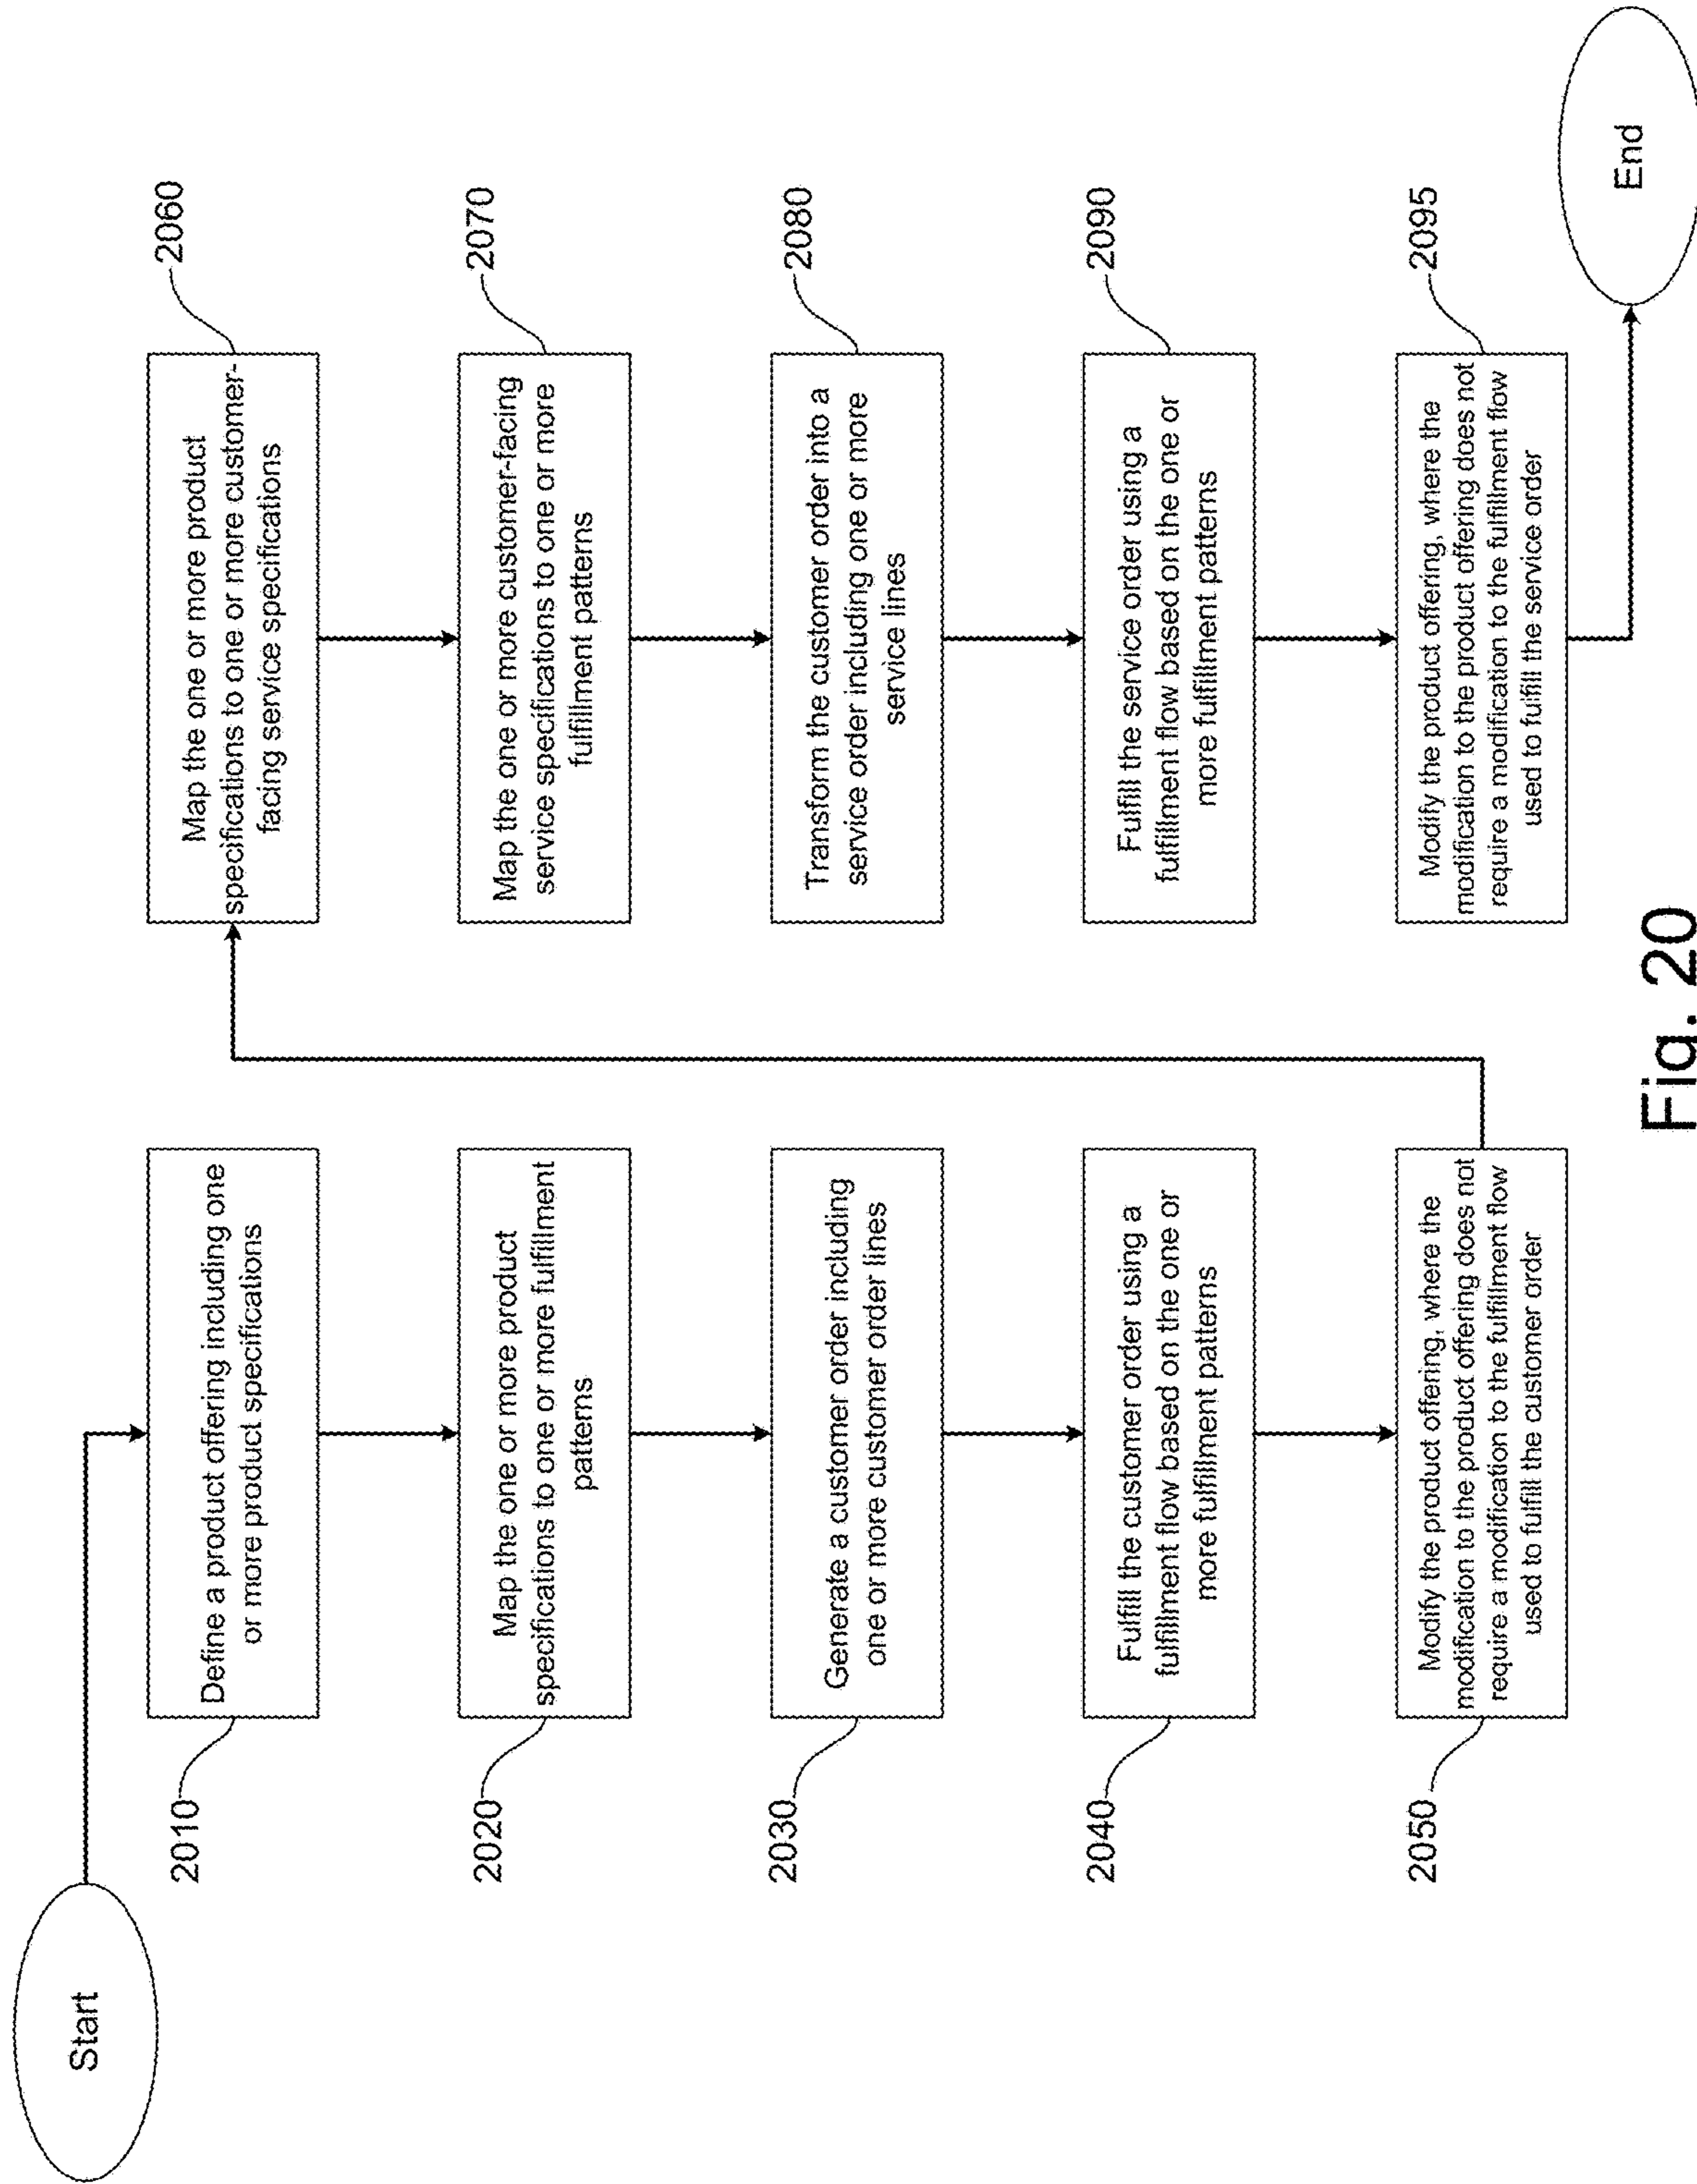 Start
2010
Define a product offering including one
or more product specifications
2020
Map the one or more product
specifications to one or more fulfillment
patterns
2030
Generate a customer order including
one or more customer order lines
2040
Fulfill the customer order using a
fulfillment flow based on the one or
more fulfillment patterns
2050
Modify the product offering, where the
modification to the product offering does not
require a modification to the fulfillment flow
used to fulfill the customer order
2060
Map the one or more product
specifications to one or more customer-
facing service specifications
2070
Map the one or more customer-facing
service specifications to one or more
fulfillment patterns
2080
Transform the customer order into a
service order including one or more
service lines
2090
Fulfill the service order using a
fulfillment flow based on the one or
more fulfillment patterns
2095
Modify the product offering, where the
modification to the product offering does not
require a modification to the fulfillment flow
used to fulfill the service order
End
Fig. 20